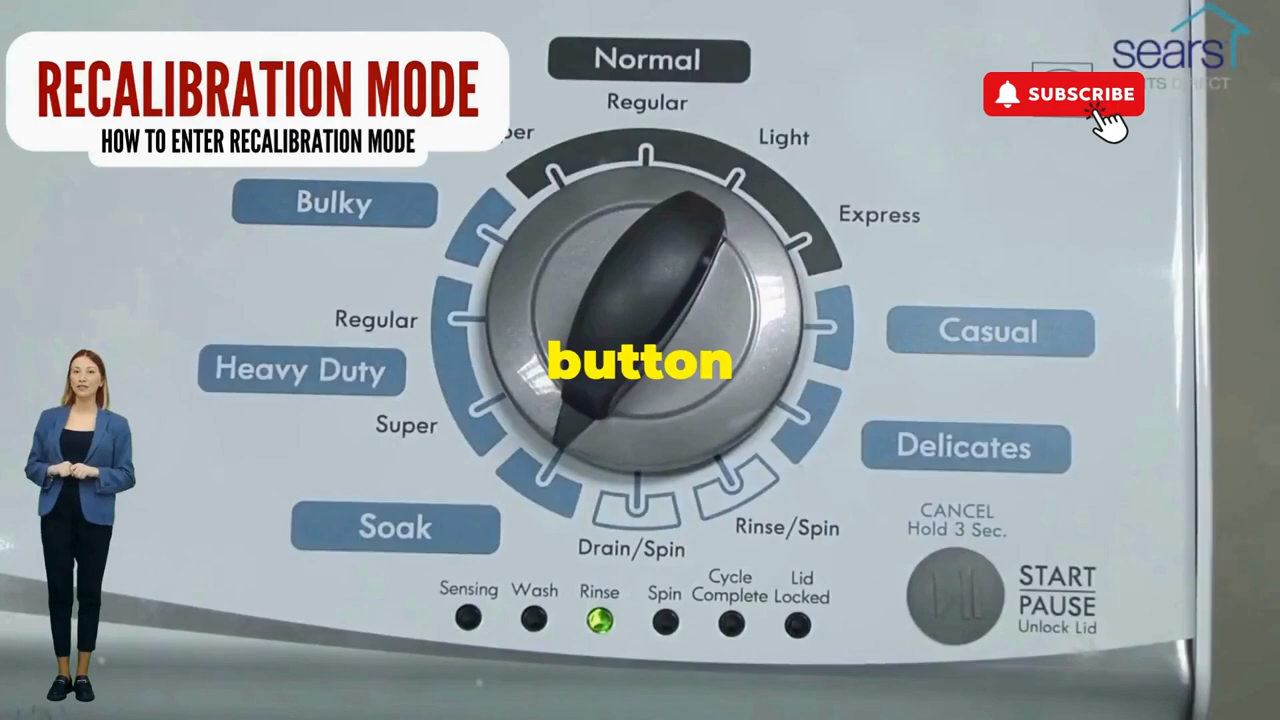 sears
RECALIBRATION MODE
HOW TO ENTER RECALIBRATION MODE
SUBSCRIBE
DIRECT
Normal
Regular
Light
Express
Bulky
Regular
Heavy Duty
Super
Casual
button
Delicates
Soak
Rinse/Spin
Drain/Spin
CANCEL
Hold 3 Sec.
Sensing
Wash
Rinse
Spin
Cycle
Complete
Lid
Locked
START
PAUSE
Unlock Lid